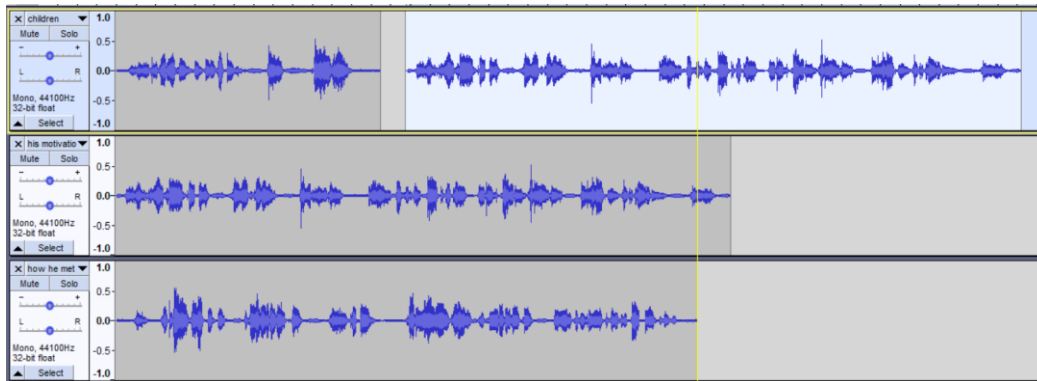 children
Mute Solo
- +
L R
Mono, 44100Hz
32-bit float
Select
1.0
0.5-
0.0-
-0.5-
-1.0
his motivatio
Mute Solo
- +
L R
Mono, 44100Hz
32-bit float
Select
1.0
0.5-
0.0-
-0.5-
-1.0
how he met
Mute Solo
- +
L R
Mono, 44100Hz
32-bit float
Select
1.0
0.5-
0.0-
-0.5-
-1.0